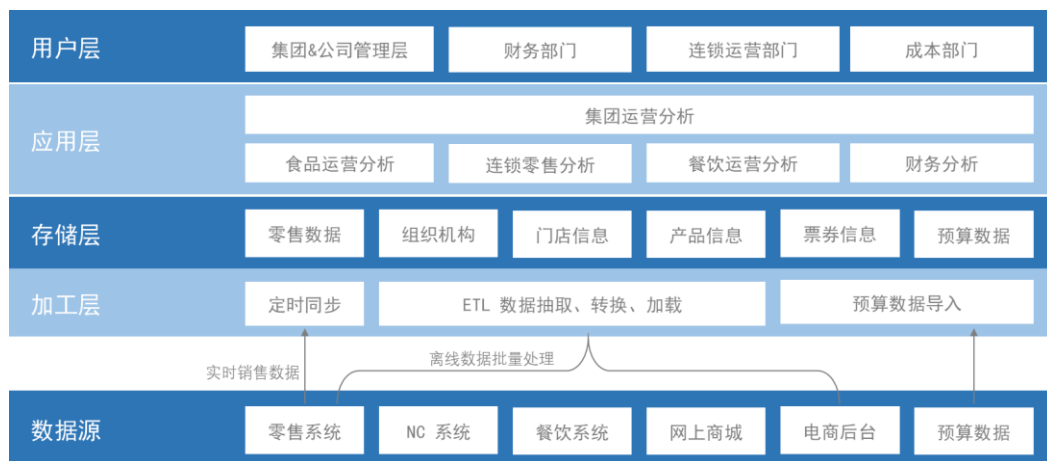 用户层
集团&公司管理层
财务部门
连锁运营部门
成本部门
应用层
集团运营分析
食品运营分析
连锁零售分析
餐饮运营分析
财务分析
存储层
零售数据
组织机构
门店信息
产品信息
票券信息
预算数据
加工层
定时同步
ETL 数据抽取、转换、加载
预算数据导入
实时销售数据
离线数据批量处理
数据源
零售系统
NC 系统
餐饮系统
网上商城
电商后台
预算数据